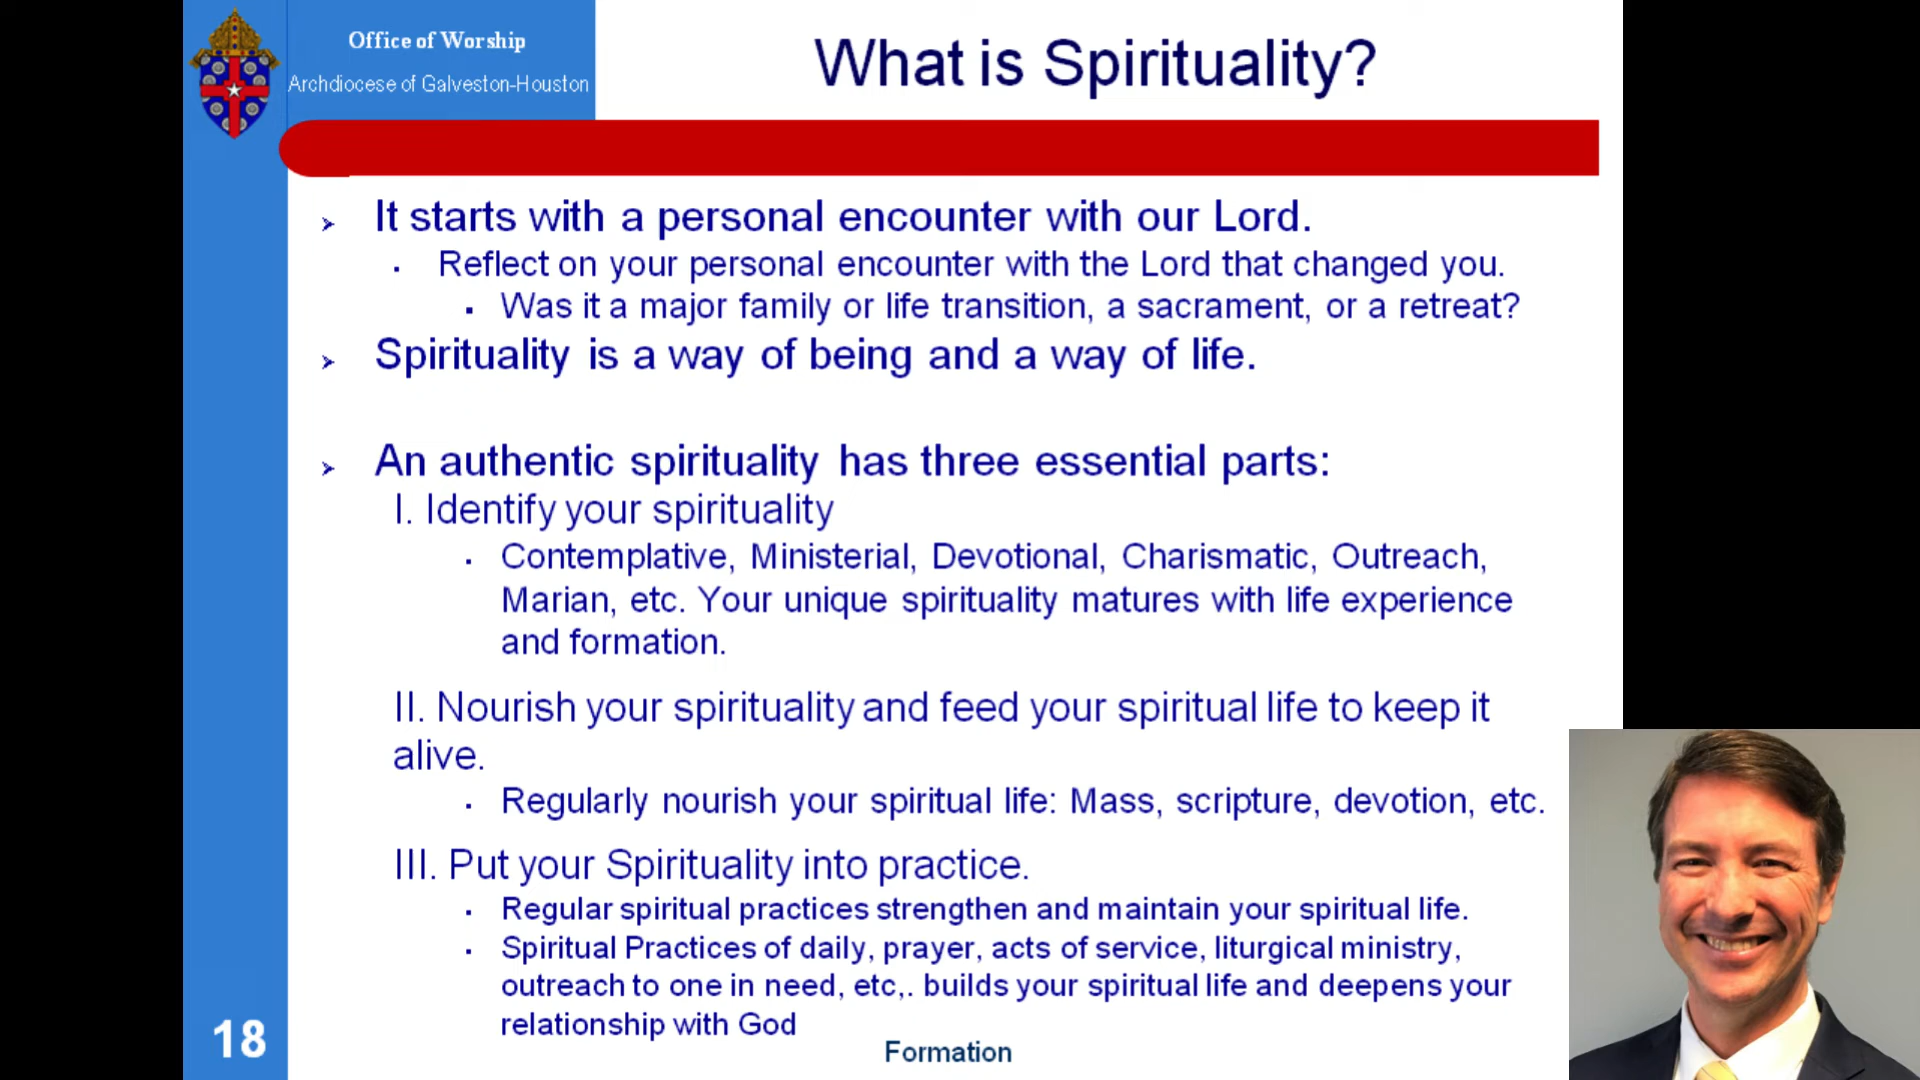 Office of Worship
Archdiocese of Galveston-Houston
What is Spirituality?
It starts with a personal encounter with our Lord.
Reflect on your personal encounter with the Lord that changed you.
Was it a major family or life transition, a sacrament, or a retreat?
Spirituality is a way of being and a way of life.
An authentic spirituality has three essential parts:
I. Identify your spirituality
Contemplative, Ministerial, Devotional, Charismatic, Outreach,
Marian, etc. Your unique spirituality matures with life experience
and formation.
II. Nourish your spirituality and feed your spiritual life to keep it
alive.
Regularly nourish your spiritual life: Mass, scripture, devotion, etc.
III. Put your Spirituality into practice.
Regular spiritual practices strengthen and maintain your spiritual life.
Spiritual Practices of daily, prayer, acts of service, liturgical ministry,
outreach to one in need, etc,. builds your spiritual life and deepens your
relationship with God
18
Formation